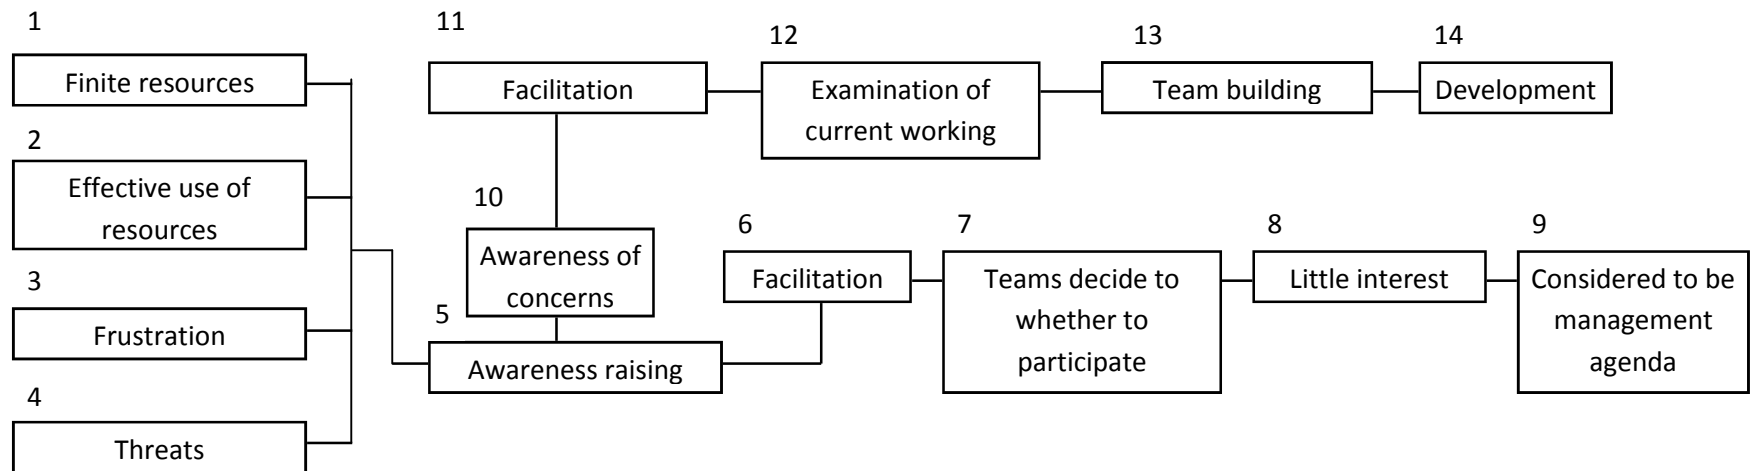 1
Finite resources
2
Effective use of
resources
3
Frustration
4
Threats
5
Awareness raising
6
Facilitation
7
Teams decide to
whether to
participate
8
Little interest
9
Considered to be
management
agenda
10
Awareness of
concerns
11
Facilitation
12
Examination of
current working
13
Team building
14
Development